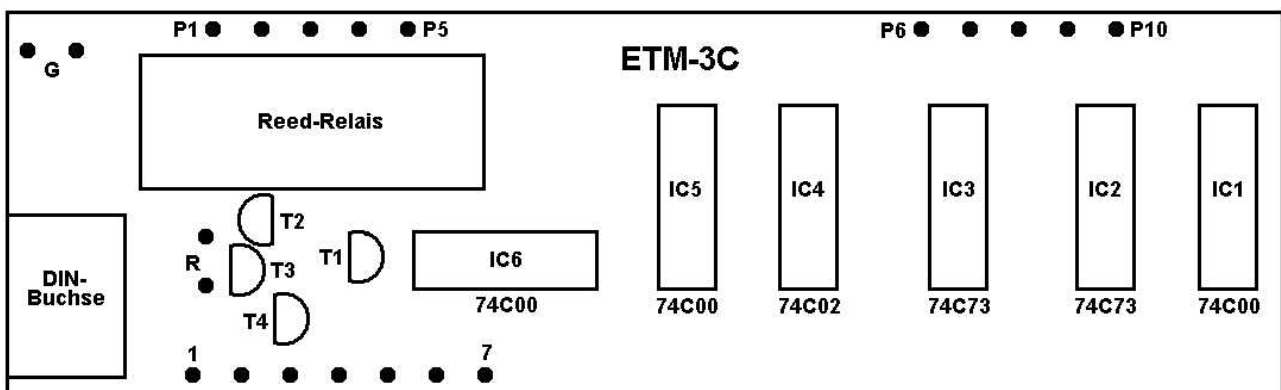 P1 P5
P6 P10
G
ETM-3C
Reed-Relais
IC5 IC4 IC3 IC2 IC1
T2
T1
R T3
IC6
DIN-
Buchse
T4
74C00 74C00 74C02 74C73 74C73 74C00
1 7